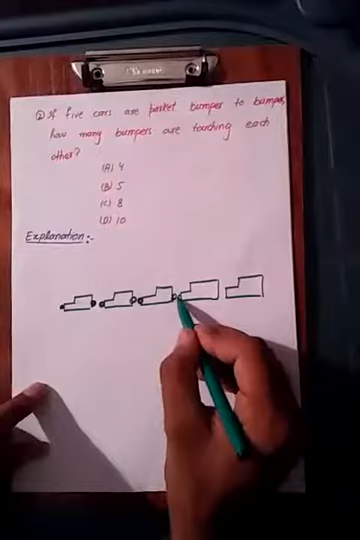 ② If five cars are parked bumper to bumper,
how many bumpers are touching each
other?
(A) 4
(B) 5
(C) 8
(D) 10
Explanation:-